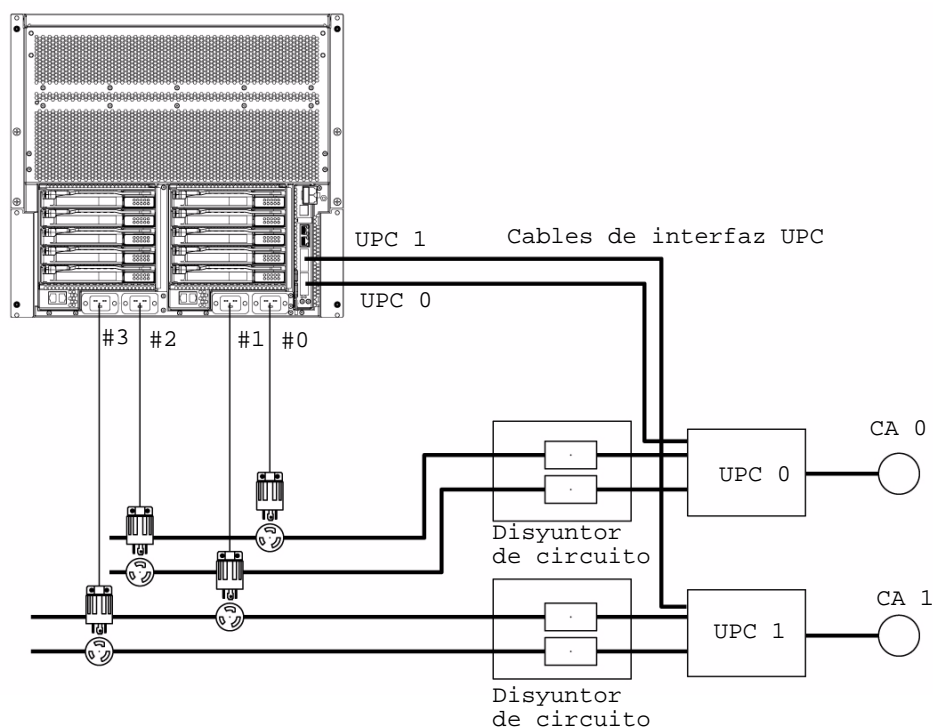 UPC 1
Cables de interfaz UPC
UPC 0
#3
#2
#1
#0
CA 0
UPC 0
Disyuntor
de circuito
CA 1
UPC 1
Disyuntor
de circuito